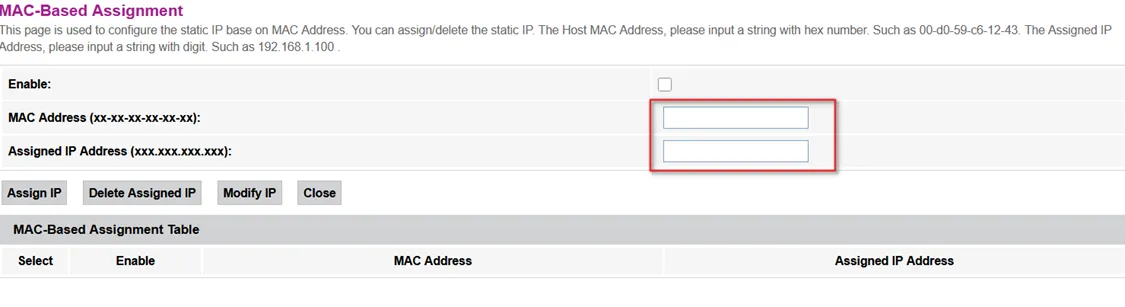 MAC-Based Assignment
This page is used to configure the static IP base on MAC Address. You can assign/delete the static IP. The Host MAC Address, please input a string with hex number. Such as 00-d0-59-c6-12-43. The Assigned IP
Address, please input a string with digit. Such as 192.168.1.100 .
Enable:
MAC Address (xx-xx-xx-xx-xx-xx):
Assigned IP Address (xxx.xxx.xxx.xxx):
Assign IP Delete Assigned IP Modify IP Close
MAC-Based Assignment Table
Select Enable MAC Address Assigned IP Address